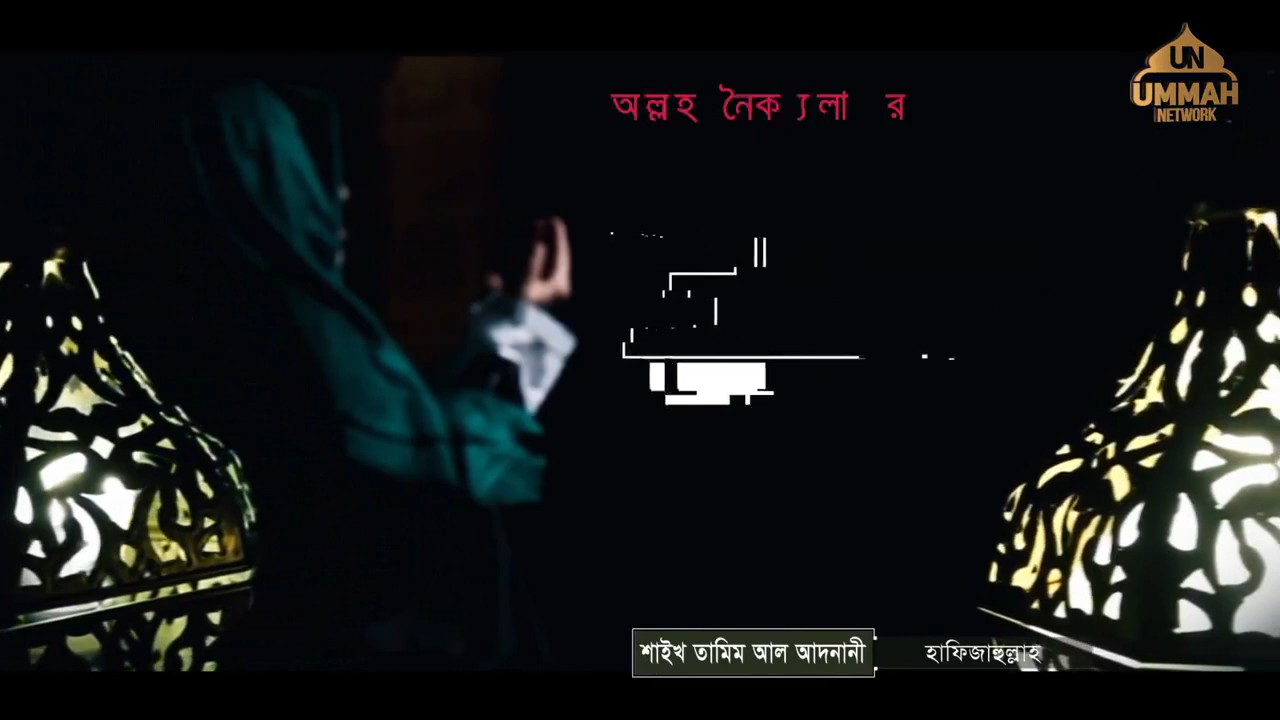 UN
UMMAH
NETWORK
অল্লহ নৈক্যলা র
শাইখ তামিম আল আদনানী
হাফিজাহুল্লাহ